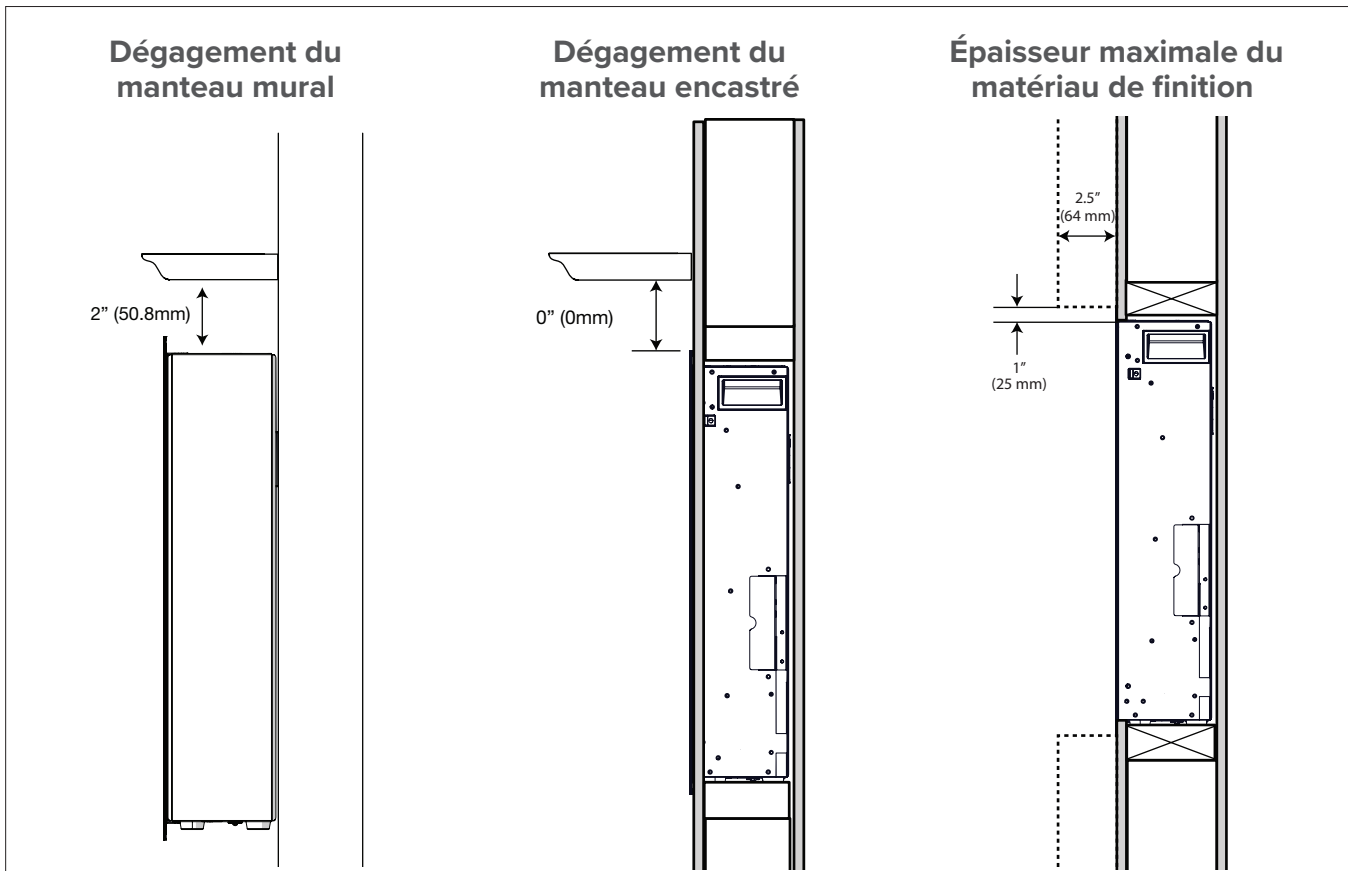 Dégagement du
manteau mural
Dégagement du
manteau encastré
Épaisseur maximale du
matériau de finition
2" (50.8mm)
0" (0mm)
2.5"
(64 mm)
1"
(25 mm)